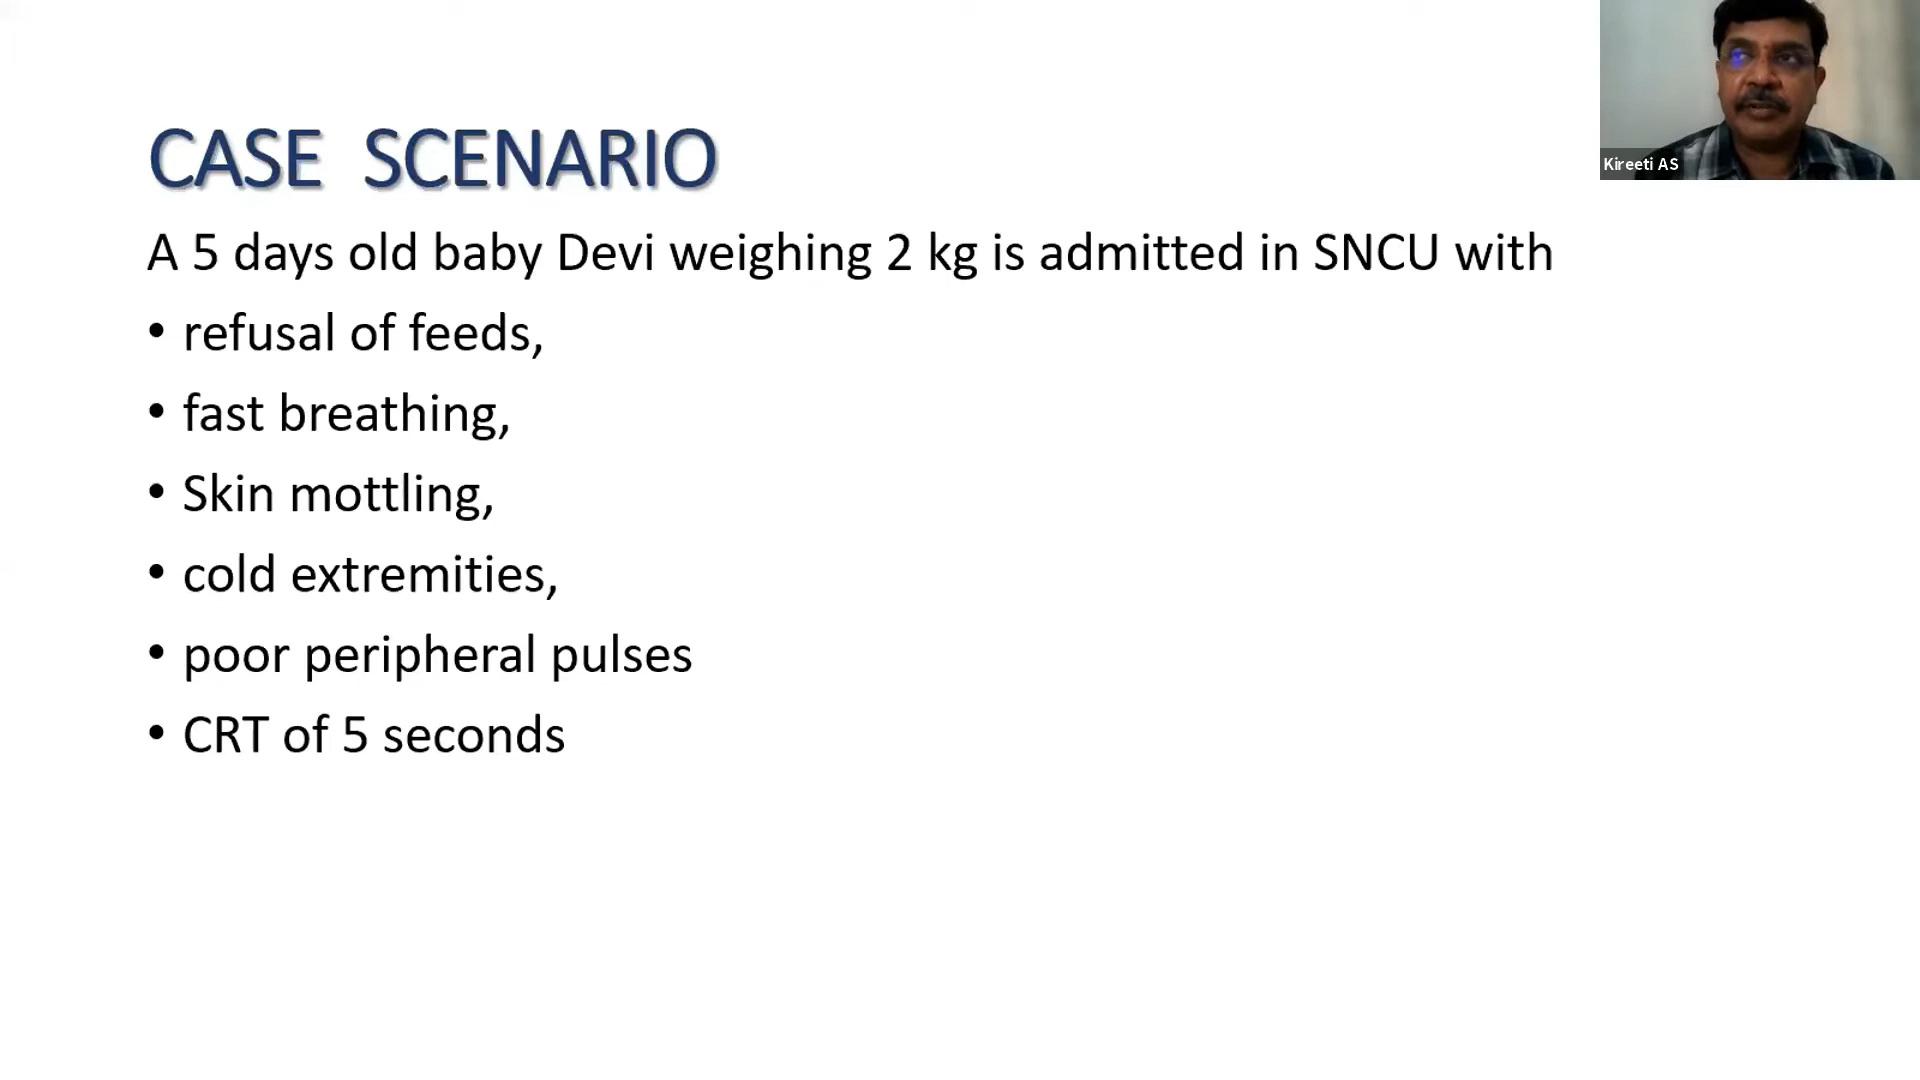 CASE SCENARIO
Kireeti AS
A 5 days old baby Devi weighing 2 kg is admitted in SNCU with
• refusal of feeds,
• fast breathing,
• Skin mottling,
• cold extremities,
• poor peripheral pulses
• CRT of 5 seconds